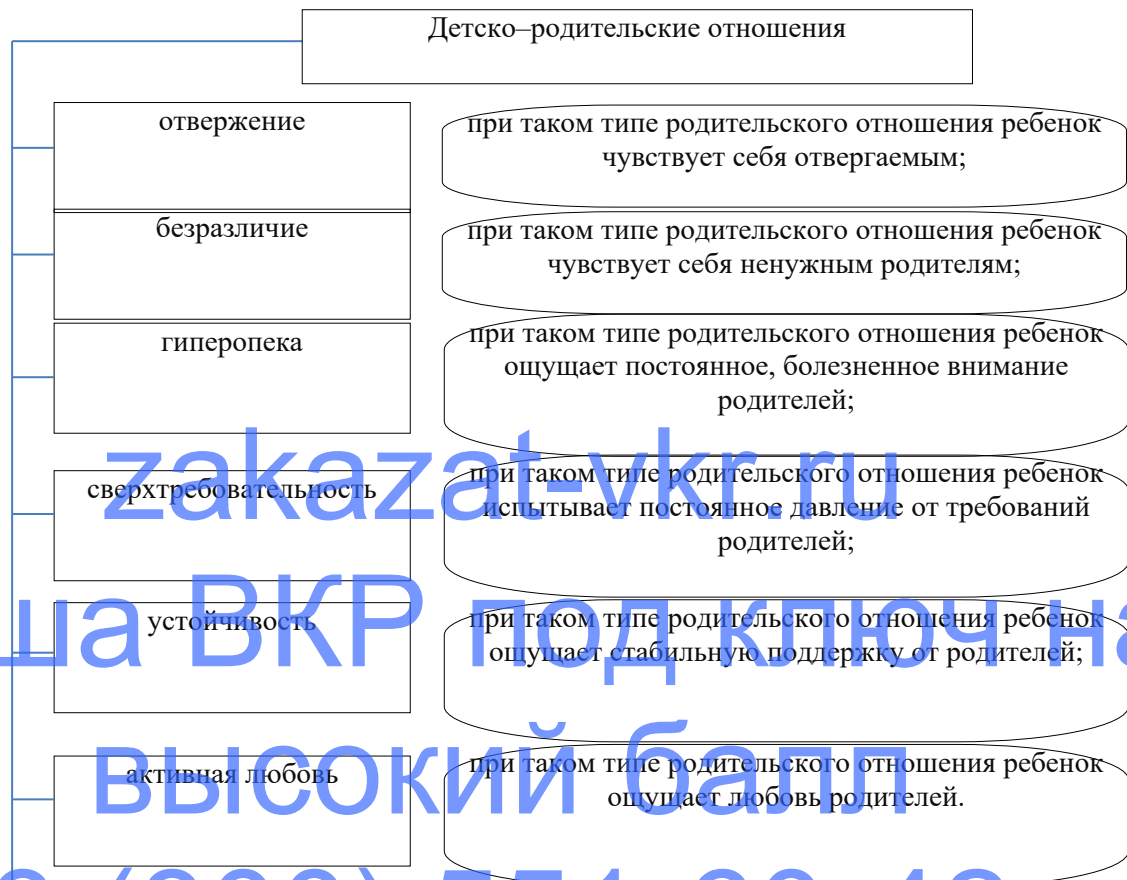 Детско–родительские отношения
отвержение
при таком типе родительского отношения ребенок
чувствует себя отвергаемым;
безразличие
при таком типе родительского отношения ребенок
чувствует себя ненужным родителям;
гиперопека
при таком типе родительского отношения ребенок
ощущает постоянное, болезненное внимание
родителей;
zakazat-vkr.ru
сверхтребовательность
при таком типе родительского отношения ребенок
испытывает постоянное давление от требований
родителей;
ша ВКР под ключ на
устойчивость
при таком типе родительского отношения ребенок
ощущает стабильную поддержку от родителей;
высокий балл
активная любовь
при таком типе родительского отношения ребенок
ощущает любовь родителей.